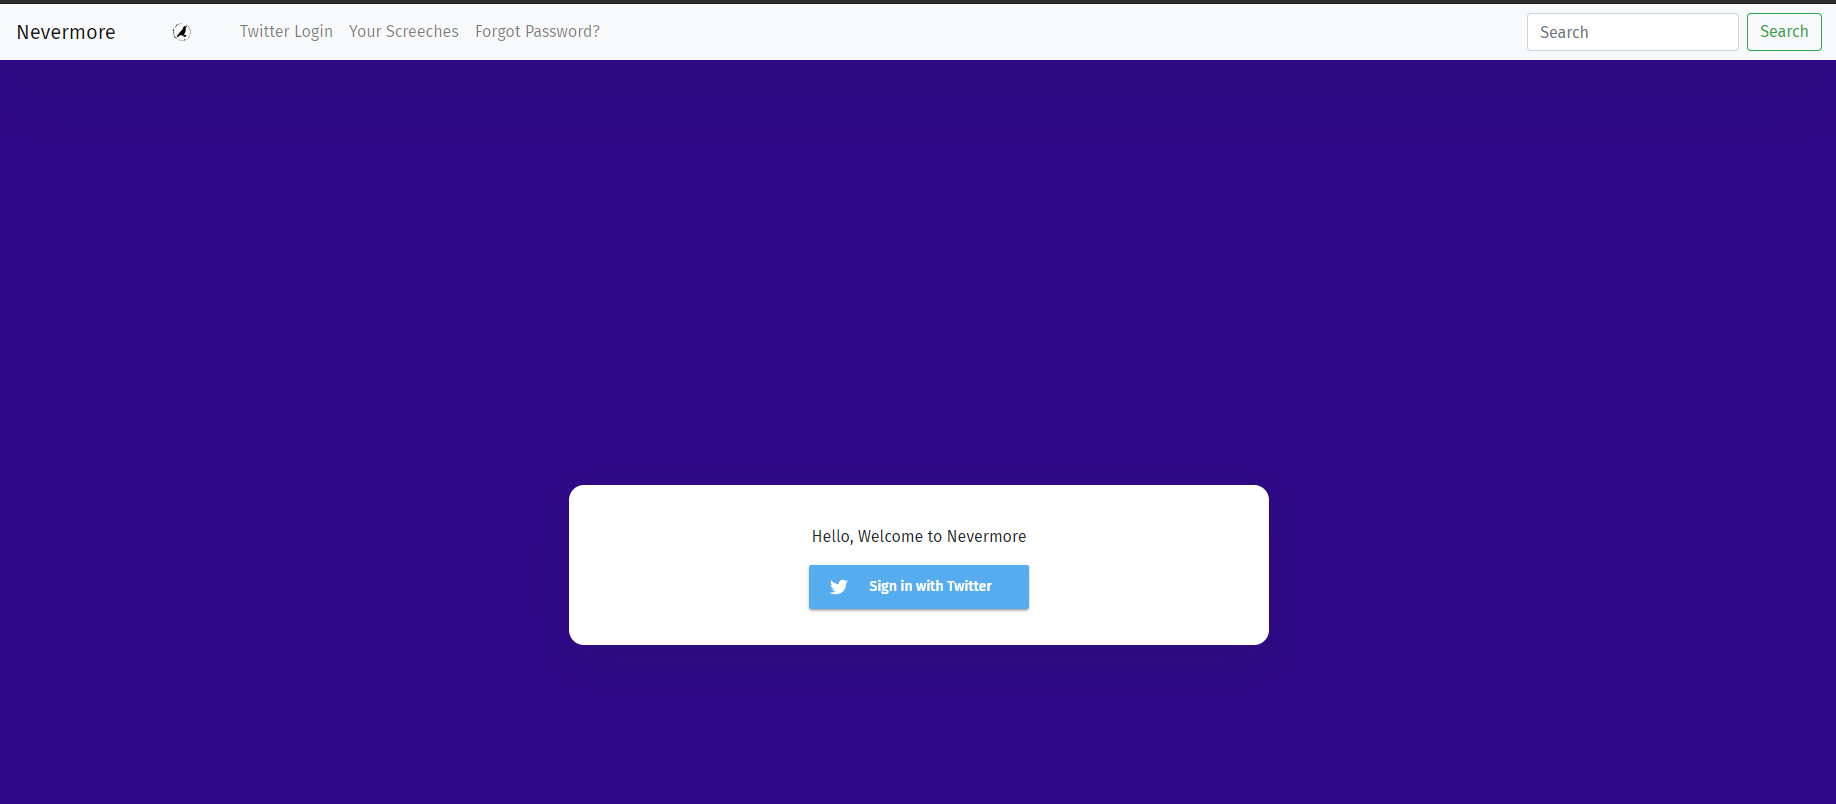 Nevermore Twitter Login Your Screeches Forgot Password? Search Search
Hello, Welcome to Nevermore
Sign in with Twitter